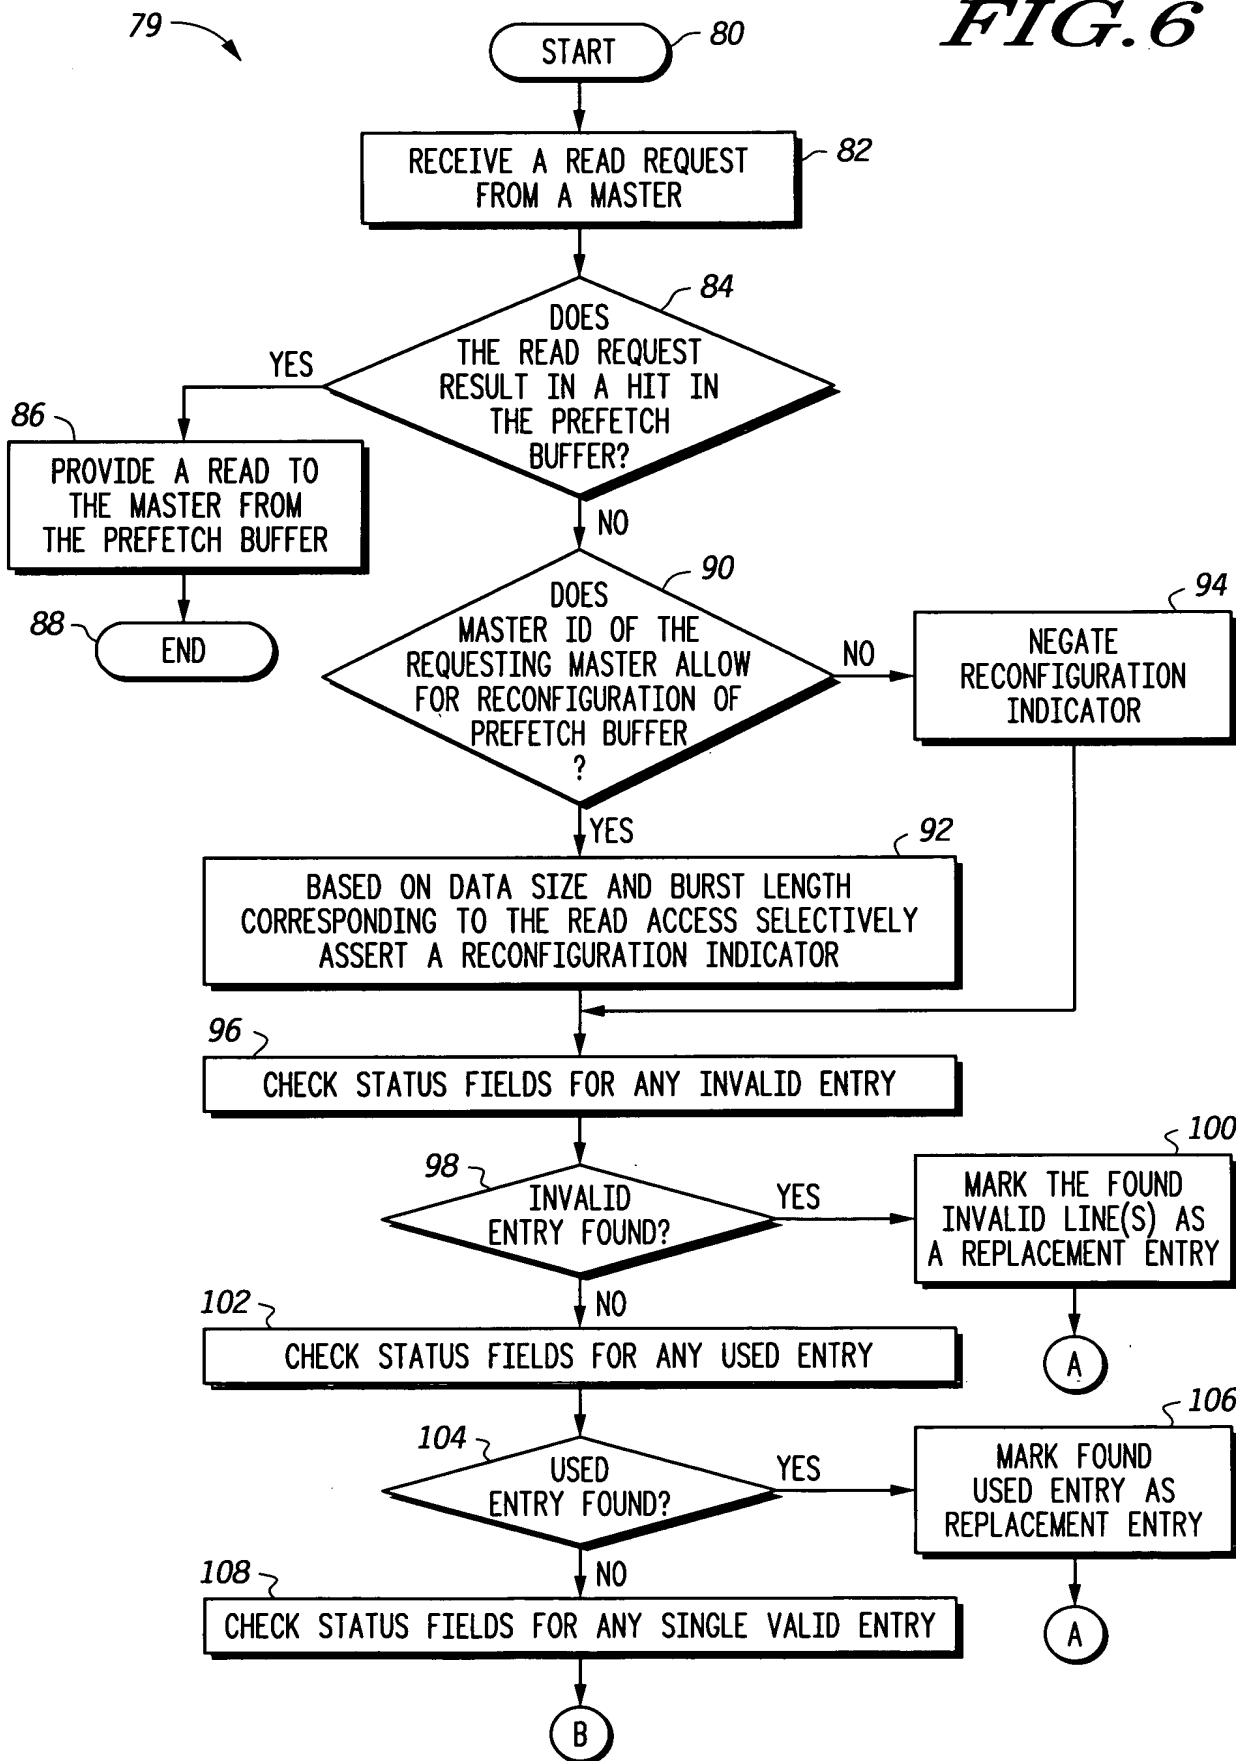 79
FIG.6
START
80
RECEIVE A READ REQUEST
FROM A MASTER
82
DOES
THE READ REQUEST
RESULT IN A HIT IN
THE PREFETCH
BUFFER?
84
YES
86
PROVIDE A READ TO
THE MASTER FROM
THE PREFETCH BUFFER
88
END
NO
DOES
MASTER ID OF THE
REQUESTING MASTER ALLOW
FOR RECONFIGURATION OF
PREFETCH BUFFER
?
90
NO
94
NEGATE
RECONFIGURATION
INDICATOR
YES
92
BASED ON DATA SIZE AND BURST LENGTH
CORRESPONDING TO THE READ ACCESS SELECTIVELY
ASSERT A RECONFIGURATION INDICATOR
96
CHECK STATUS FIELDS FOR ANY INVALID ENTRY
98
INVALID
ENTRY FOUND?
YES
100
MARK THE FOUND
INVALID LINE(S) AS
A REPLACEMENT ENTRY
A
NO
102
CHECK STATUS FIELDS FOR ANY USED ENTRY
104
USED
ENTRY FOUND?
YES
106
MARK FOUND
USED ENTRY AS
REPLACEMENT ENTRY
A
NO
108
CHECK STATUS FIELDS FOR ANY SINGLE VALID ENTRY
B